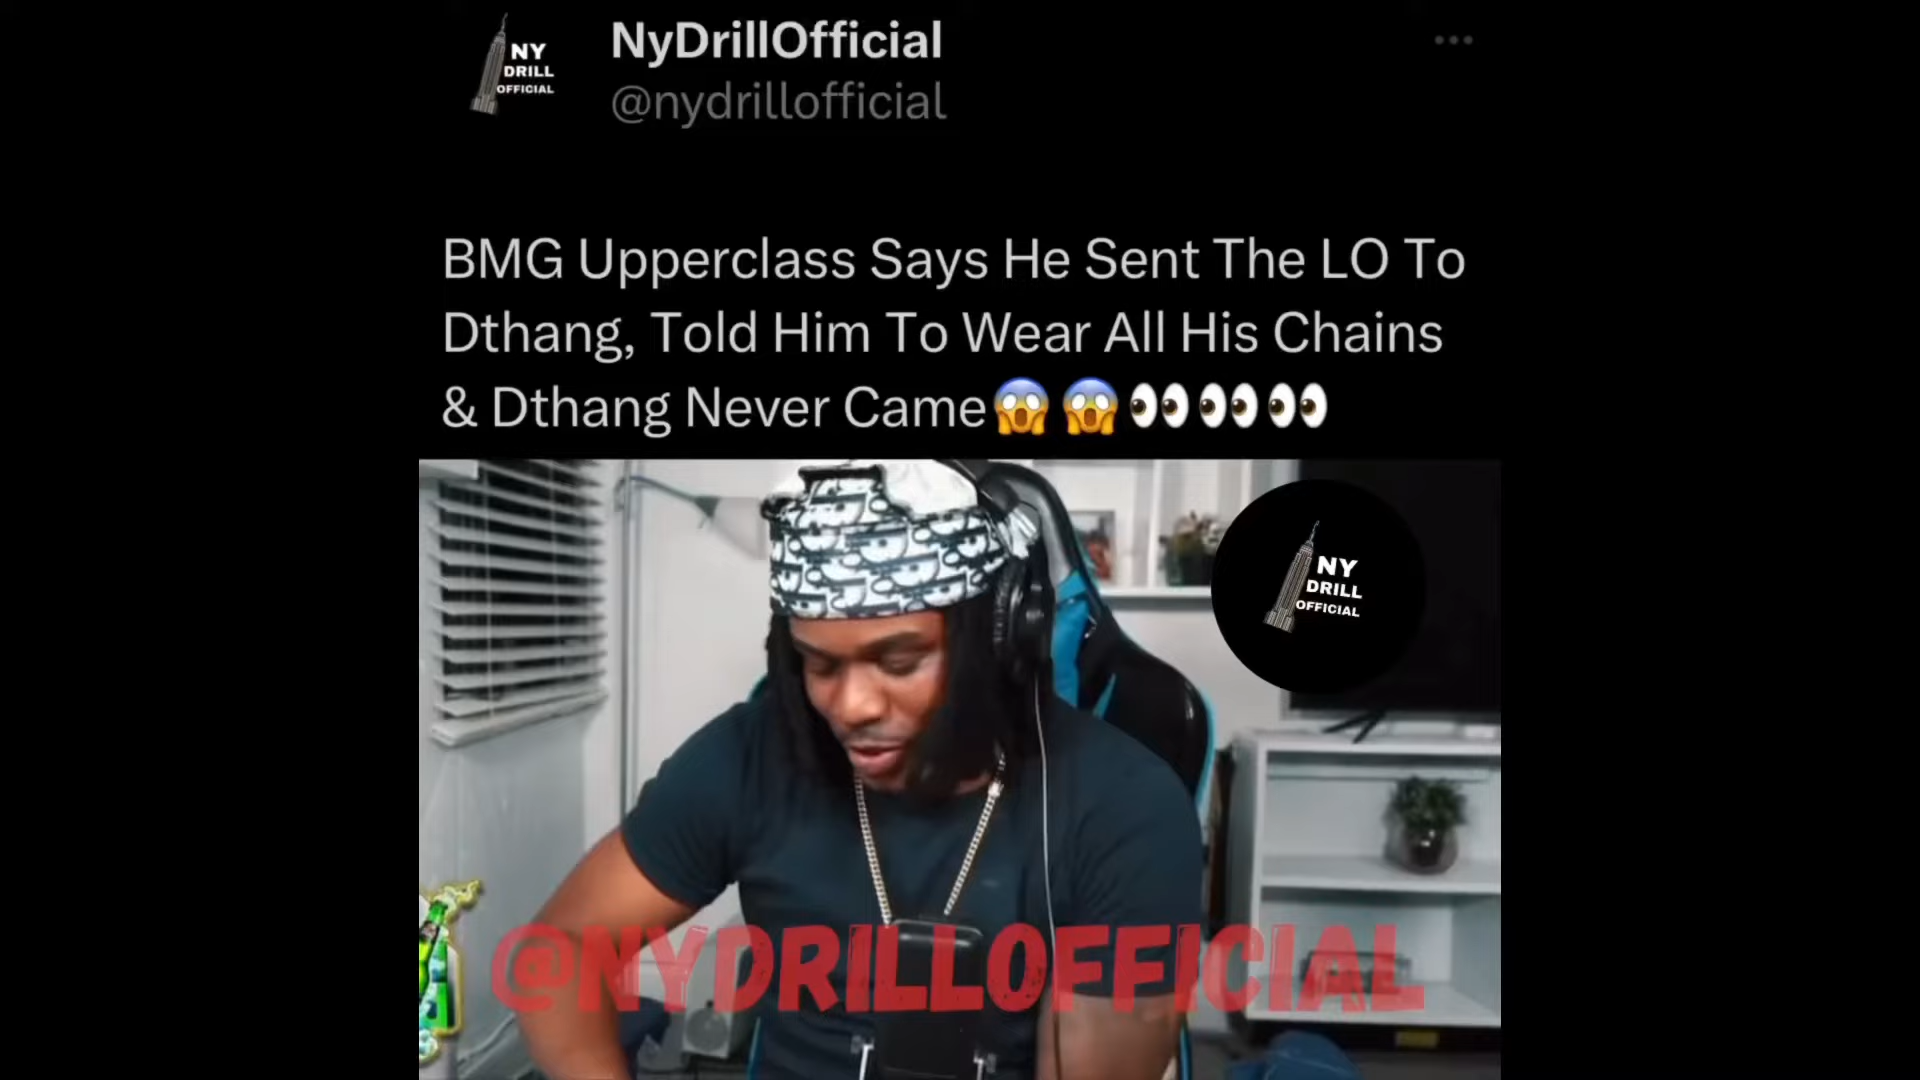 NY
DRILL
OFFICIAL
NyDrillOfficial
@nydrillofficial
BMG Upperclass Says He Sent The LO To
Dthang, Told Him To Wear All His Chains
& Dthang Never Came😱😱👀👀👀
NY
DRILL
OFFICIAL
@NYDRILLOFFICIAL